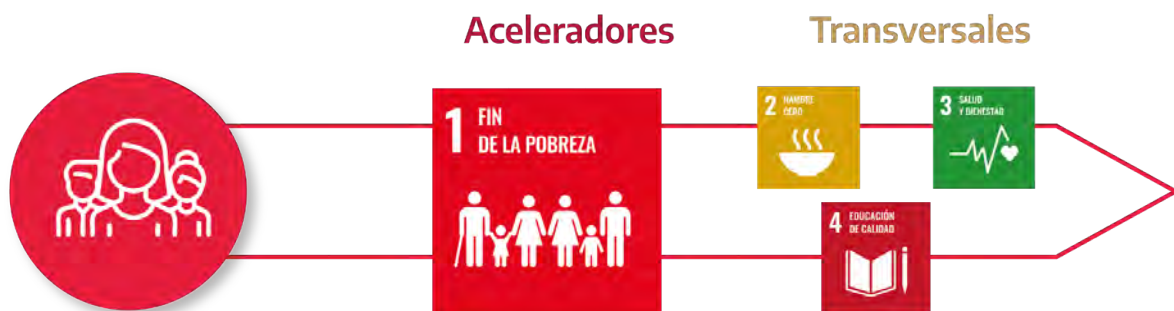 Aceleradores
Transversales
1 FIN
DE LA POBREZA
2 HAMBRE
CERO
3 SALUD
Y BIENESTAR
4 EDUCACIÓN
DE CALIDAD